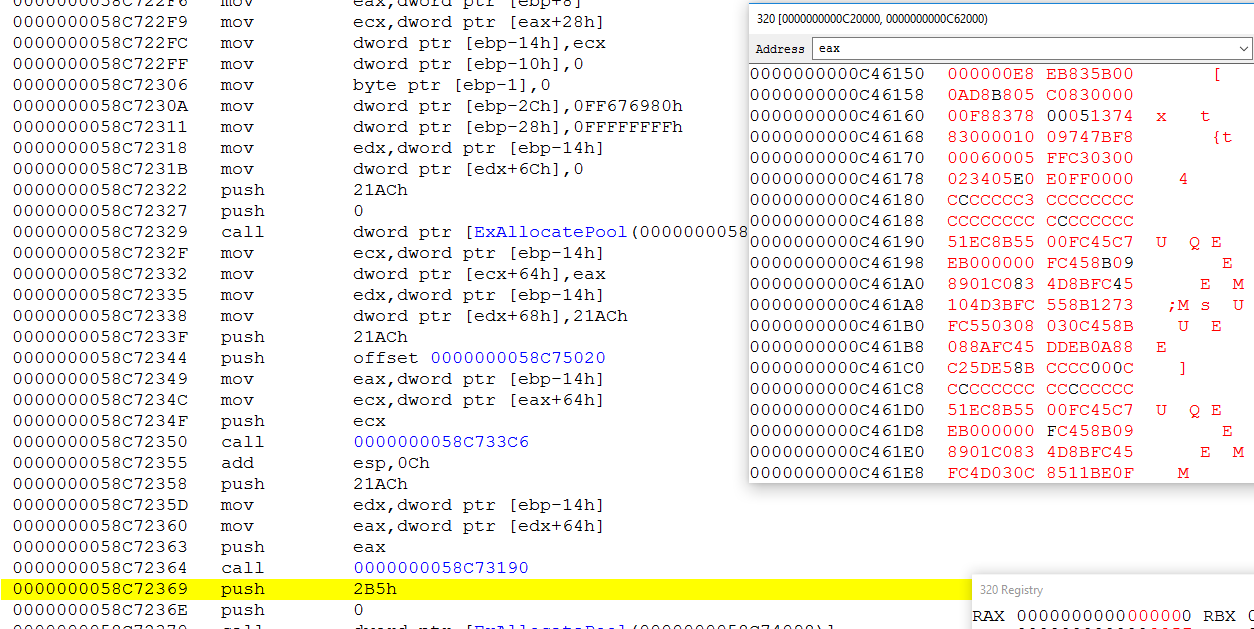 0000000058C722F6 mov eax,dword ptr [ebp+8]
0000000058C722F9 mov ecx,dword ptr [eax+28h]
0000000058C722FC mov dword ptr [ebp-14h],ecx
0000000058C722FF mov dword ptr [ebp-10h],0
0000000058C72306 mov byte ptr [ebp-1],0
0000000058C7230A mov dword ptr [ebp-2Ch],0FF676980h
0000000058C72311 mov dword ptr [ebp-28h],0FFFFFFFFh
0000000058C72318 mov edx,dword ptr [ebp-14h]
0000000058C7231B mov dword ptr [edx+6Ch],0
0000000058C72322 push 21ACh
0000000058C72327 push 0
0000000058C72329 call dword ptr [ExAllocatePool(0000000058
0000000058C7232F mov ecx,dword ptr [ebp-14h]
0000000058C72332 mov dword ptr [ecx+64h],eax
0000000058C72335 mov edx,dword ptr [ebp-14h]
0000000058C72338 mov dword ptr [edx+68h],21ACh
0000000058C7233F push 21ACh
0000000058C72344 push offset 0000000058C75020
0000000058C72349 mov eax,dword ptr [ebp-14h]
0000000058C7234C mov ecx,dword ptr [eax+64h]
0000000058C7234F push ecx
0000000058C72350 call 0000000058C733C6
0000000058C72355 add esp,0Ch
0000000058C72358 push 21ACh
0000000058C7235D mov edx,dword ptr [ebp-14h]
0000000058C72360 mov eax,dword ptr [edx+64h]
0000000058C72363 push eax
0000000058C72364 call 0000000058C73190
0000000058C72369 push 2B5h
0000000058C7236E push 0
320 [0000000000C20000, 0000000000C62000)
Address eax
0000000000C46150 000000E8 EB835B00 [
0000000000C46158 0AD8B805 C0830000
0000000000C46160 00F88378 00051374 x t
0000000000C46168 83000010 09747BF8 {t
0000000000C46170 00060005 FFC30300
0000000000C46178 023405E0 E0FF0000 4
0000000000C46180 CCCCCCC3 CCCCCCCC
0000000000C46188 CCCCCCCC CCCCCCCC
0000000000C46190 51EC8B55 00FC45C7 U Q E
0000000000C46198 EB000000 FC458B09 E
0000000000C461A0 8901C083 4D8BFC45 E M
0000000000C461A8 104D3BFC 558B1273 ;M s U
0000000000C461B0 FC550308 030C458B U E
0000000000C461B8 088AFC45 DDEB0A88 E
0000000000C461C0 C25DE58B CCCC000C ]
0000000000C461C8 CCCCCCCC CCCCCCCC
0000000000C461D0 51EC8B55 00FC45C7 U Q E
0000000000C461D8 EB000000 FC458B09 E
0000000000C461E0 8901C083 4D8BFC45 E M
0000000000C461E8 FC4D030C 8511BE0F M
320 Registry
RAX 0000000000000000 RBX